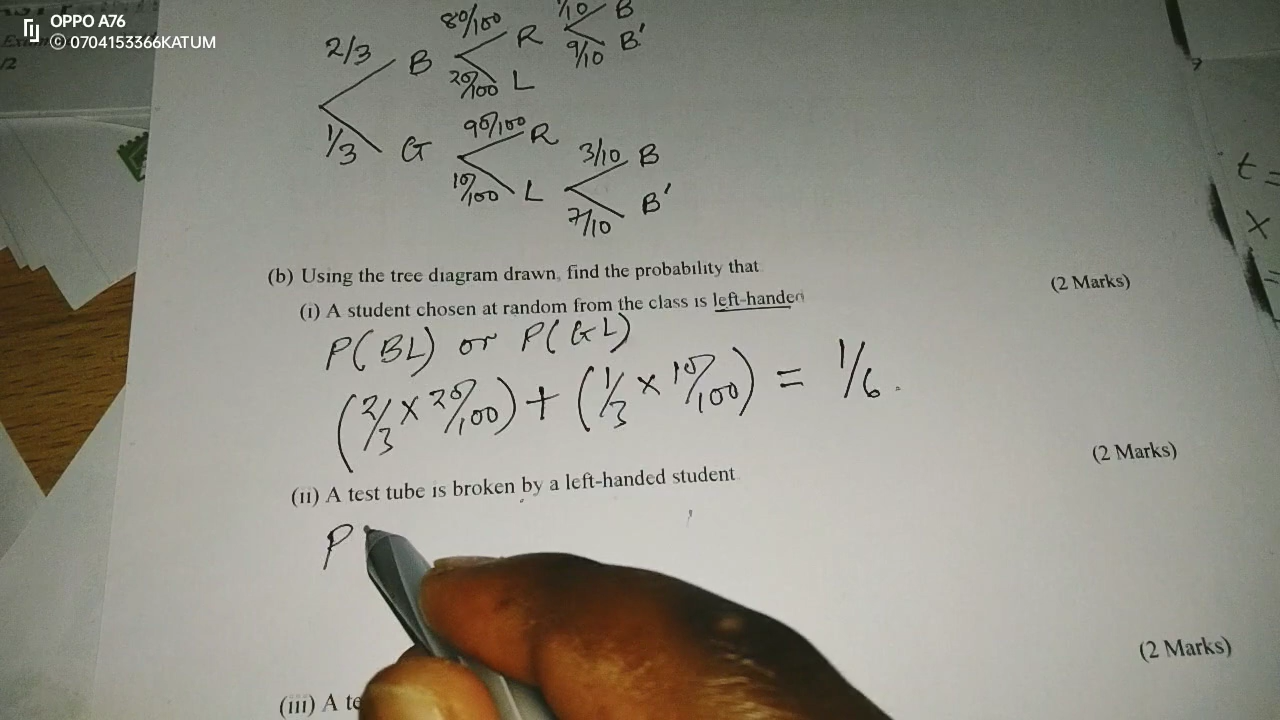 OPPO A76
© 0704153366KATUM
/2
80/100 1/10 B
2/3 B R 9/10 B'
20/100 L
1/3 G 90/100 R
3/10 B
10/100 L
7/10 B'
t =
x
=
(b) Using the tree diagram drawn, find the probability that
(i) A student chosen at random from the class is left-handed (2 Marks)
P(BL) or P(GL)
(2/3 × 20/100) + (1/3 × 10/100) = 1/6.
(ii) A test tube is broken by a left-handed student (2 Marks)
P
(iii) A te (2 Marks)